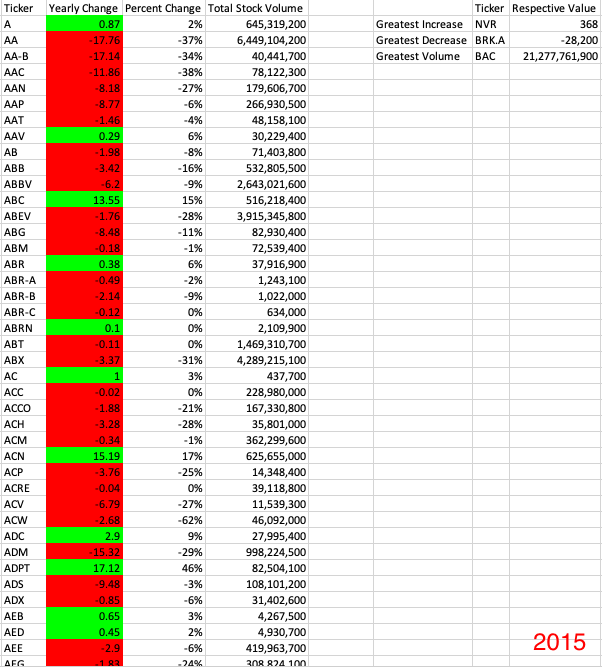 Ticker Yearly Change Percent Change Total Stock Volume Ticker Respective Value
A 0.87 2% 645,319,200 Greatest Increase NVR 368
AA -17.76 -37% 6,449,104,200 Greatest Decrease BRK.A -28,200
AA-B -17.14 -34% 40,441,700 Greatest Volume BAC 21,277,761,900
AAC -11.86 -38% 78,122,300
AAN -8.18 -27% 179,606,700
AAP -8.77 -6% 266,930,500
AAT -1.46 -4% 48,158,100
AAV 0.29 6% 30,229,400
AB -1.98 -8% 71,403,800
ABB -3.42 -16% 532,805,500
ABBV -6.2 -9% 2,643,021,600
ABC 13.55 15% 516,218,400
ABEV -1.76 -28% 3,915,345,800
ABG -8.48 -11% 82,930,400
ABM -0.18 -1% 72,539,400
ABR 0.38 6% 37,916,900
ABR-A -0.49 -2% 1,243,100
ABR-B -2.14 -9% 1,022,000
ABR-C -0.12 0% 634,000
ABRN 0.1 0% 2,109,900
ABT -0.11 0% 1,469,310,700
ABX -3.37 -31% 4,289,215,100
AC 1 3% 437,700
ACC -0.02 0% 228,980,000
ACCO -1.88 -21% 167,330,800
ACH -3.28 -28% 35,801,000
ACM -0.34 -1% 362,299,600
ACN 15.19 17% 625,655,000
ACP -3.76 -25% 14,348,400
ACRE -0.04 0% 39,118,800
ACV -6.79 -27% 11,539,300
ACW -2.68 -62% 46,092,000
ADC 2.9 9% 27,995,400
ADM -15.32 -29% 998,224,500
ADPT 17.12 46% 82,504,100
ADS -9.48 -3% 108,101,200
ADX -0.85 -6% 31,402,600
AEB 0.65 3% 4,267,500
AED 0.45 2% 4,930,700
AEE -2.9 -6% 419,963,700
AEG -1.83 -24% 308,824,100
2015